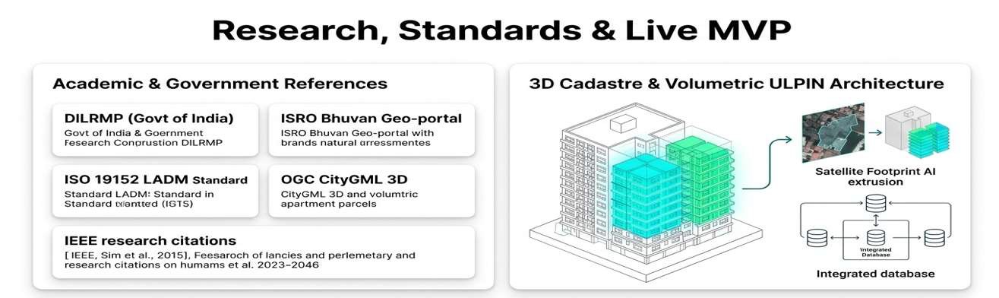 Research, Standards & Live MVP
Academic & Government References
DILRMP (Govt of India)
Govt of India & Goernment
Fesearch Conprustion DILRMP
ISRO Bhuvan Geo-portal
ISRO Bhuvan Geo-portal with
brands natural arressmentes
ISO 19152 LADM Standard
Standard LADM: Standard in
Standard (IGTS)
OGC CityGML 3D
CityGML 3D and volumtric
apartment parcels
IEEE research citations
[ IEEE, Sim et al., 2015], Feesaroch of lancies and perlemetary and
research citations on humams et al. 2023–2046
3D Cadastre & Volumetric ULPIN Architecture
Satellite Footprint AI
extrusion
Integrated
Database
Integrated database